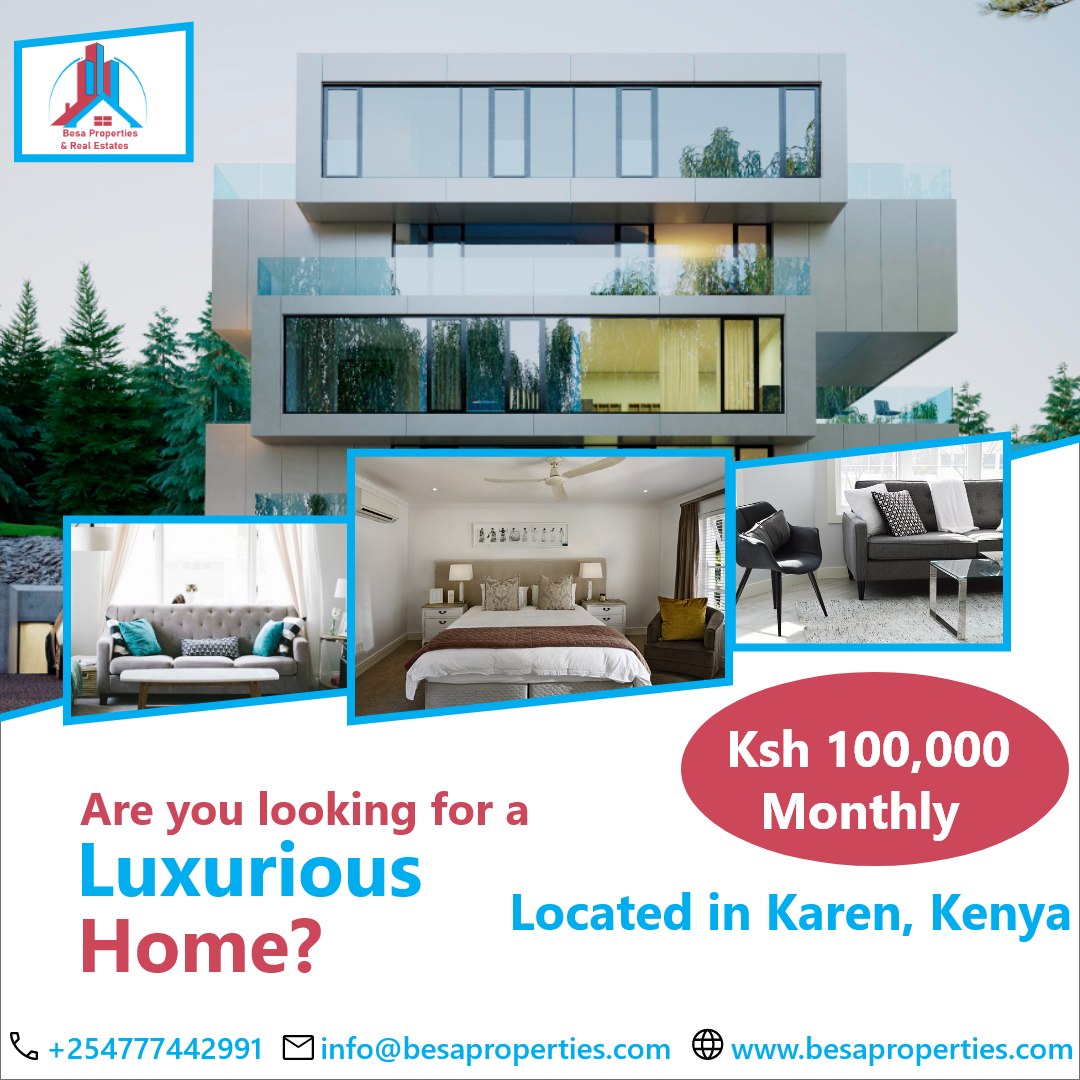 Besa Properties
& Real Estates
Ksh 100,000
Monthly
Are you looking for a
Luxurious
Home?
Located in Karen, Kenya
+254777442991
info@besaproperties.com
www.besaproperties.com